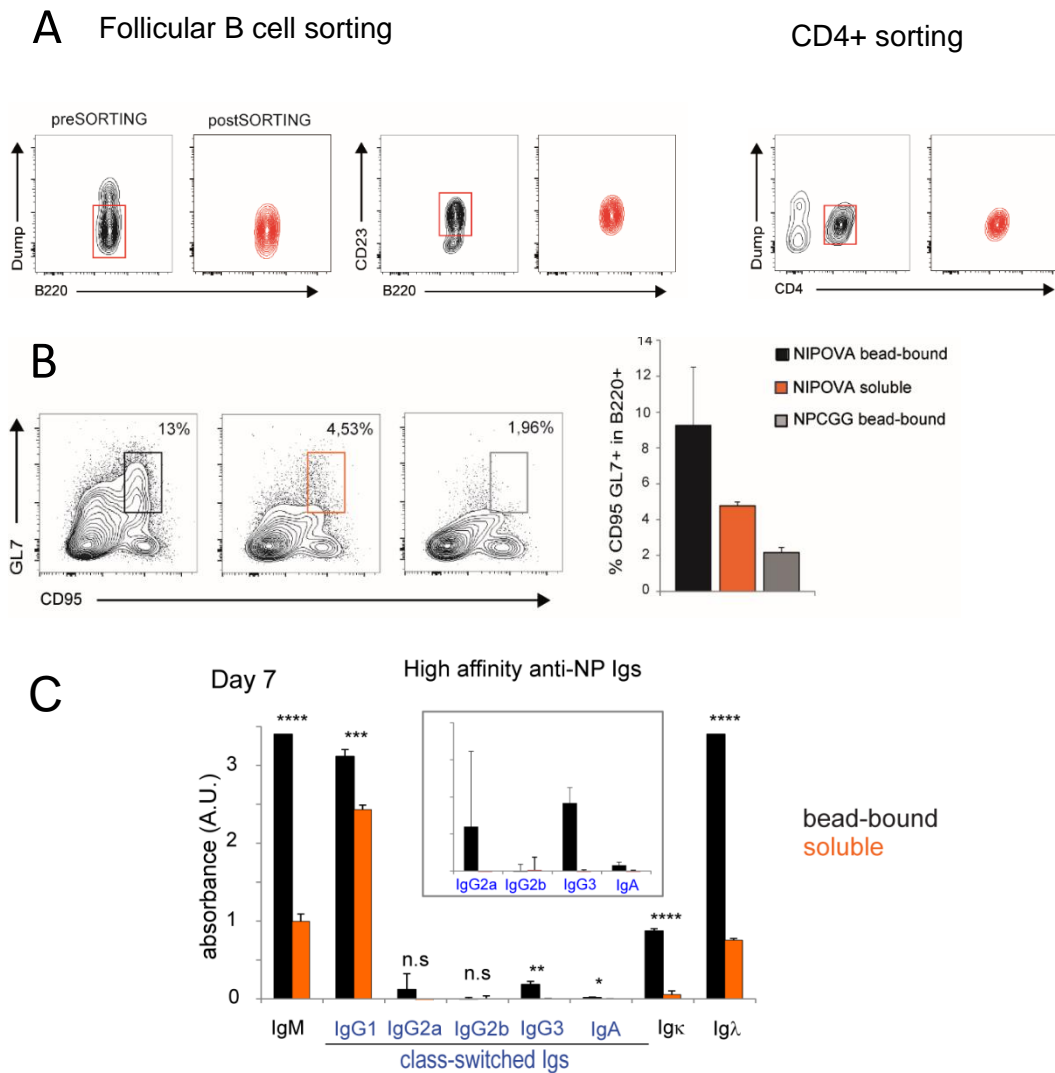 A Follicular B cell sorting
CD4+ sorting
preSORTING postSORTING
Dump
B220
CD23
B220
Dump
CD4
B
13%
4,53%
1,96%
GL7
CD95
% CD95 GL7+ in B220+
14
12
10
8
6
4
2
0
NIPOVA bead-bound
NIPOVA soluble
NPCGG bead-bound
C
Day 7
High affinity anti-NP Igs
absorbance (A.U.)
3
2
1
0
****
***
n.s
n.s
**
*
****
****
IgG2a IgG2b IgG3 IgA
bead-bound
soluble
IgM IgG1 IgG2a IgG2b IgG3 IgA Igκ Igλ
class-switched Igs